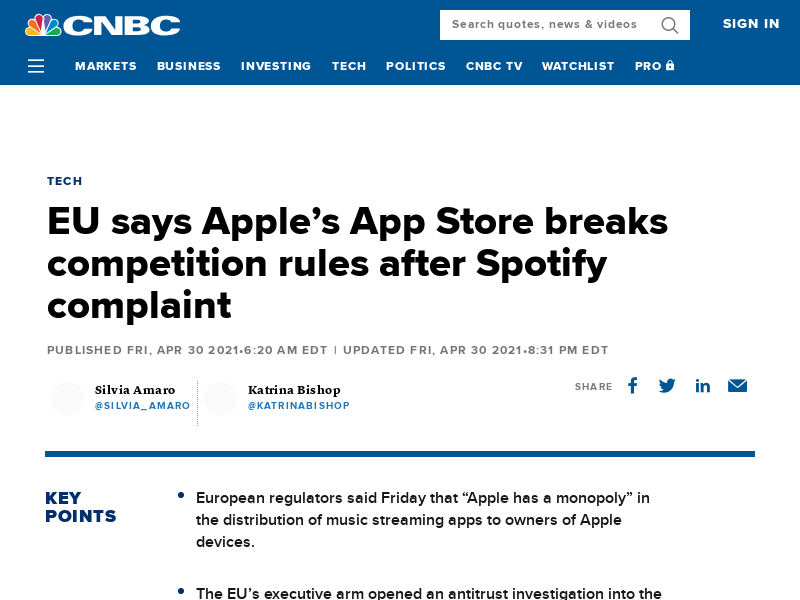 CNBC
Search quotes, news & videos
SIGN IN
MARKETS BUSINESS INVESTING TECH POLITICS CNBC TV WATCHLIST PRO
TECH
EU says Apple’s App Store breaks
competition rules after Spotify
complaint
PUBLISHED FRI, APR 30 2021•6:20 AM EDT | UPDATED FRI, APR 30 2021•8:31 PM EDT
Silvia Amaro
@SILVIA_AMARO
Katrina Bishop
@KATRINABISHOP
SHARE
KEY
POINTS
• European regulators said Friday that “Apple has a monopoly” in
the distribution of music streaming apps to owners of Apple
devices.
• The EU’s executive arm opened an antitrust investigation into the